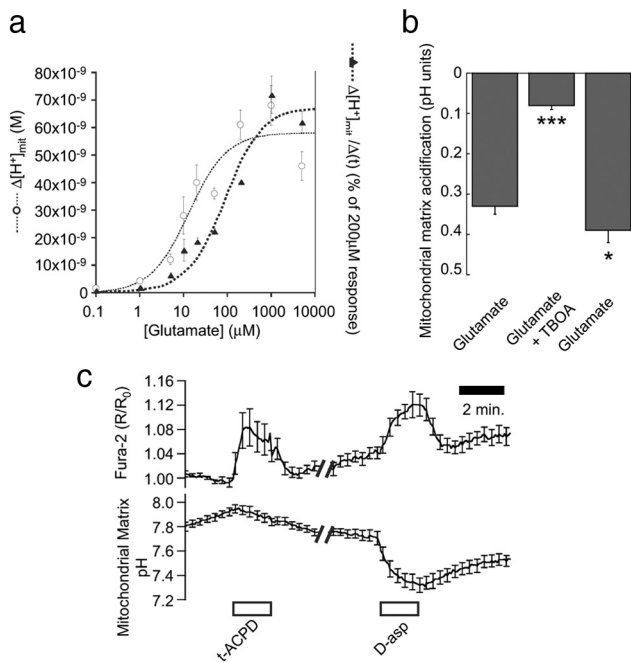 a
80x10-9
70x10-9
60x10-9
50x10-9
40x10-9
30x10-9
20x10-9
10x10-9
0
Δ[H+]mit (M)
0.1 1 10 100 1000 10000
[Glutamate] (µM)
Δ[H+]mit /Δ(t) (% of 200µM response)
b
0
0.1
0.2
0.3
0.4
0.5
Mitochondrial matrix acidification (pH units)
***
*
Glutamate
Glutamate
+ TBOA
Glutamate
c
1.16
1.12
1.08
1.04
1.00
Fura-2 (R/R0)
2 min.
8.0
7.8
7.6
7.4
7.2
Mitochondrial Matrix
pH
t-ACPD
D-asp